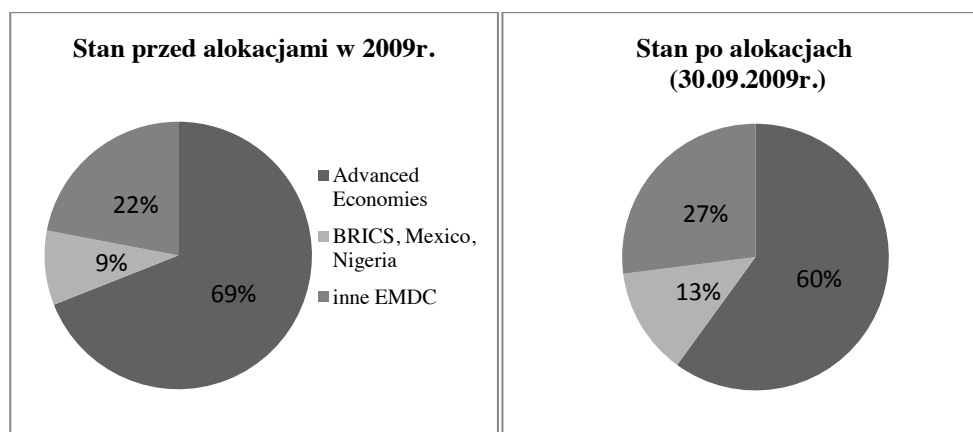 Stan przed alokacjami w 2009r.
22%
9%
69%
Advanced
Economies
BRICS, Mexico,
Nigeria
inne EMDC
Stan po alokacjach
(30.09.2009r.)
27%
13%
60%